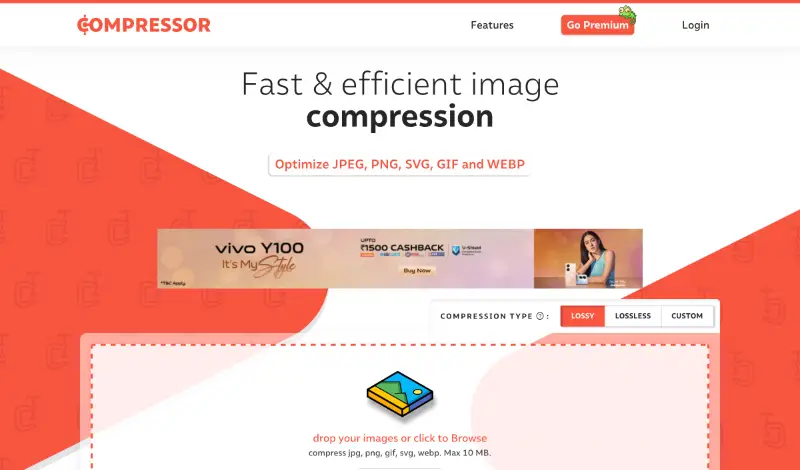 COMPRESSOR
Features
Go Premium
Login
Fast & efficient image
compression
Optimize JPEG, PNG, SVG, GIF and WEBP
vivo Y100
It's My Style
*T&C Apply
UPTO
₹1500 CASHBACK
V-Shield
Buy Now
COMPRESSION TYPE ? :
LOSSY
LOSSLESS
CUSTOM
drop your images or click to Browse
compress jpg, png, gif, svg, webp. Max 10 MB.